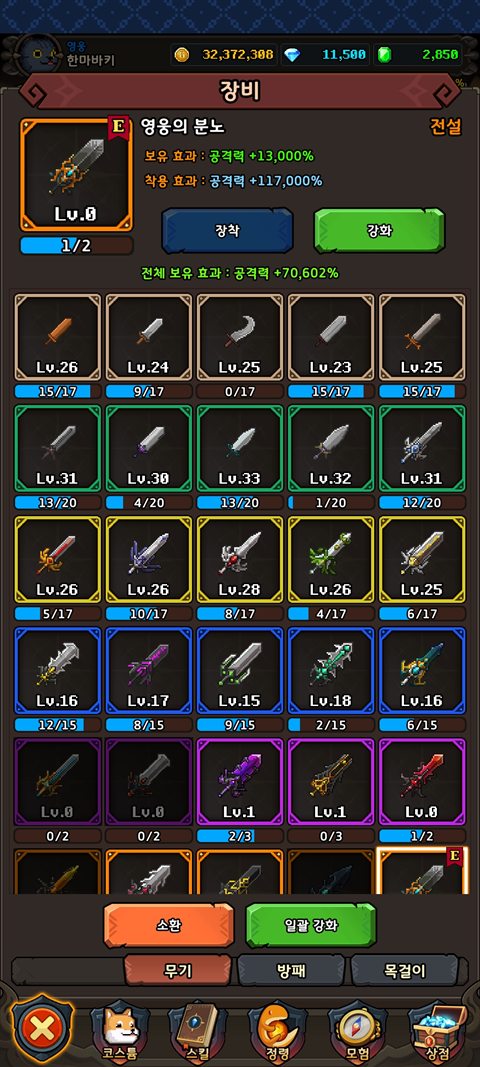 영웅
한마바키
32,372,308
11,500
2,850
장비
E
영웅의 분노
전설
보유 효과 : 공격력 +13,000%
착용 효과 : 공격력 +117,000%
Lv.0
1/2
장착
강화
전체 보유 효과 : 공격력 +70,602%
Lv.26 Lv.24 Lv.25 Lv.23 Lv.25
15/17 9/17 0/17 15/17 15/17
Lv.31 Lv.30 Lv.33 Lv.32 Lv.31
13/20 4/20 13/20 1/20 12/20
Lv.26 Lv.26 Lv.28 Lv.26 Lv.25
5/17 10/17 8/17 4/17 6/17
Lv.16 Lv.17 Lv.15 Lv.18 Lv.16
12/15 8/15 9/15 2/15 6/15
Lv.0 Lv.0 Lv.1 Lv.1 Lv.0
0/2 0/2 2/3 0/3 1/2
E
소환
일괄 강화
무기
방패
목걸이
코스튬
스킬
정령
모험
상점